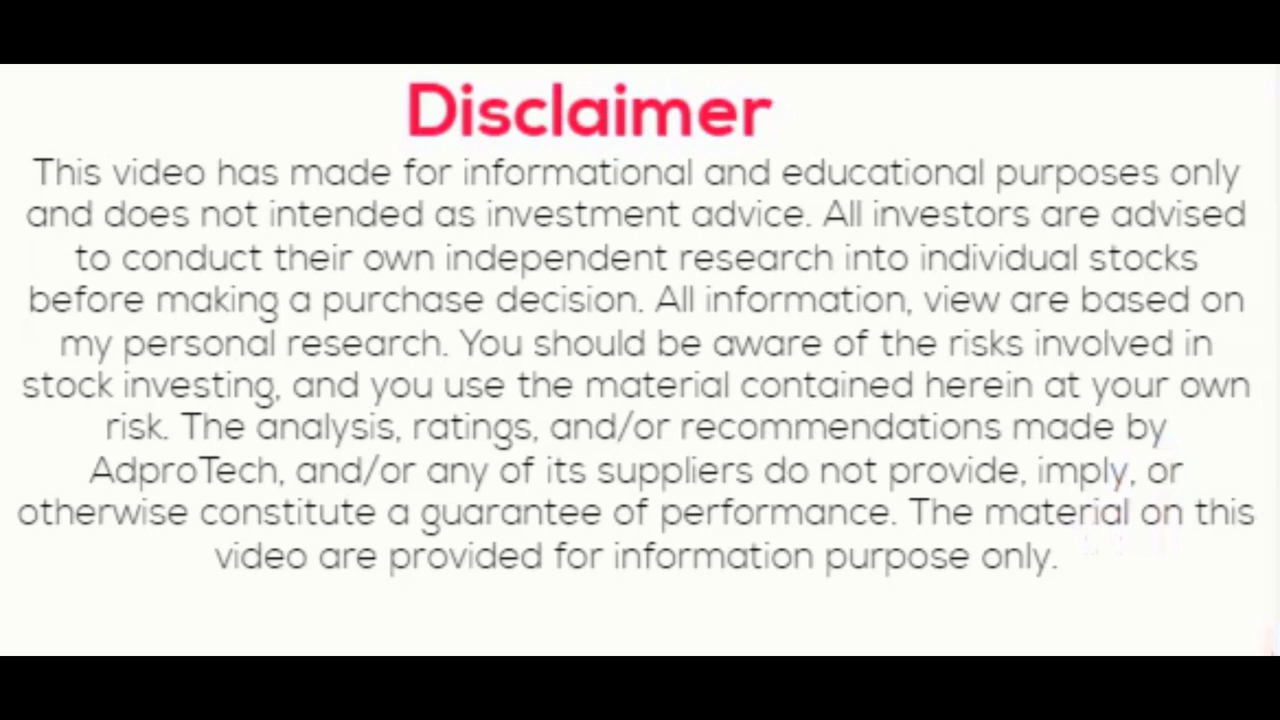 Disclaimer
This video has made for informational and educational purposes only
and does not intended as investment advice. All investors are advised
to conduct their own independent research into individual stocks
before making a purchase decision. All information, view are based on
my personal research. You should be aware of the risks involved in
stock investing, and you use the material contained herein at your own
risk. The analysis, ratings, and/or recommendations made by
AdproTech, and/or any of its suppliers do not provide, imply, or
otherwise constitute a guarantee of performance. The material on this
video are provided for information purpose only.